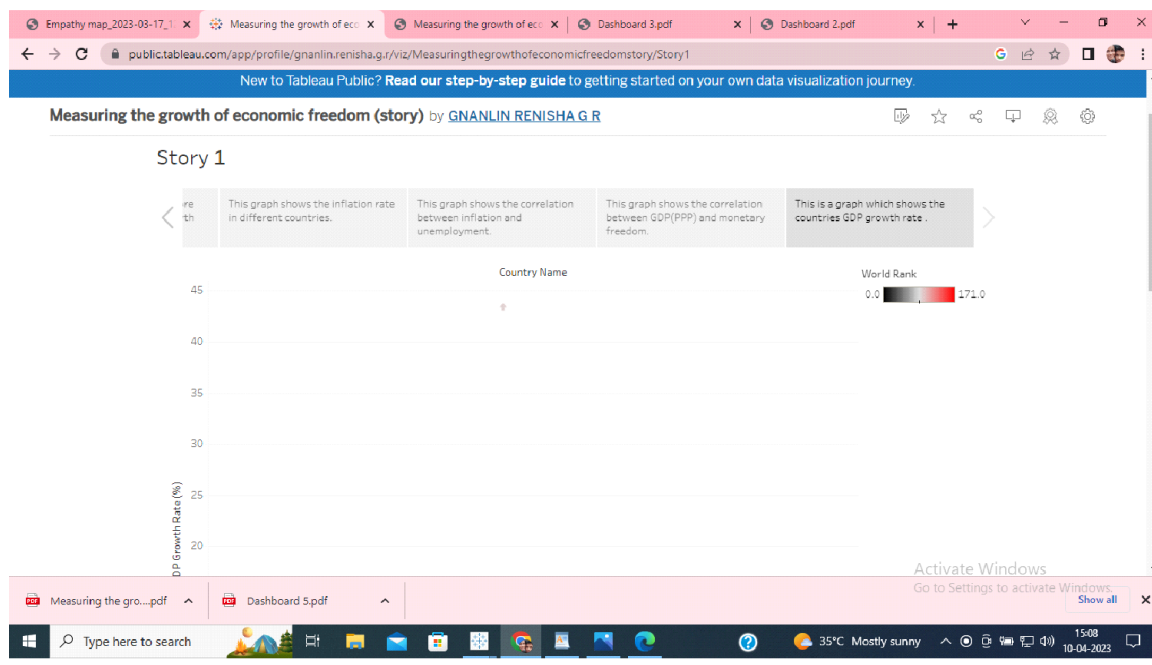 Empathy map_2023-03-17_1
Measuring the growth of eco
Measuring the growth of eco
Dashboard 3.pdf
Dashboard 2.pdf
public.tableau.com/app/profile/gnanlin.renisha.g.r/viz/Measuringthegrowthofeconomicfreedomstory/Story1
New to Tableau Public? Read our step-by-step guide to getting started on your own data visualization journey.
Measuring the growth of economic freedom (story) by GNANLIN RENISHA G R
Story 1
This graph shows the inflation rate
in different countries.
This graph shows the correlation
between inflation and
unemployment.
This graph shows the correlation
between GDP(PPP) and monetary
freedom.
This is a graph which shows the
countries GDP growth rate .
Country Name
World Rank
0.0 171.0
45
40
35
30
25
20
DP Growth Rate (%)
Activate Windows
Go to Settings to activate Windows.
Measuring the gro....pdf
Dashboard 5.pdf
Show all
Type here to search
35°C Mostly sunny
15:08
10-04-2023